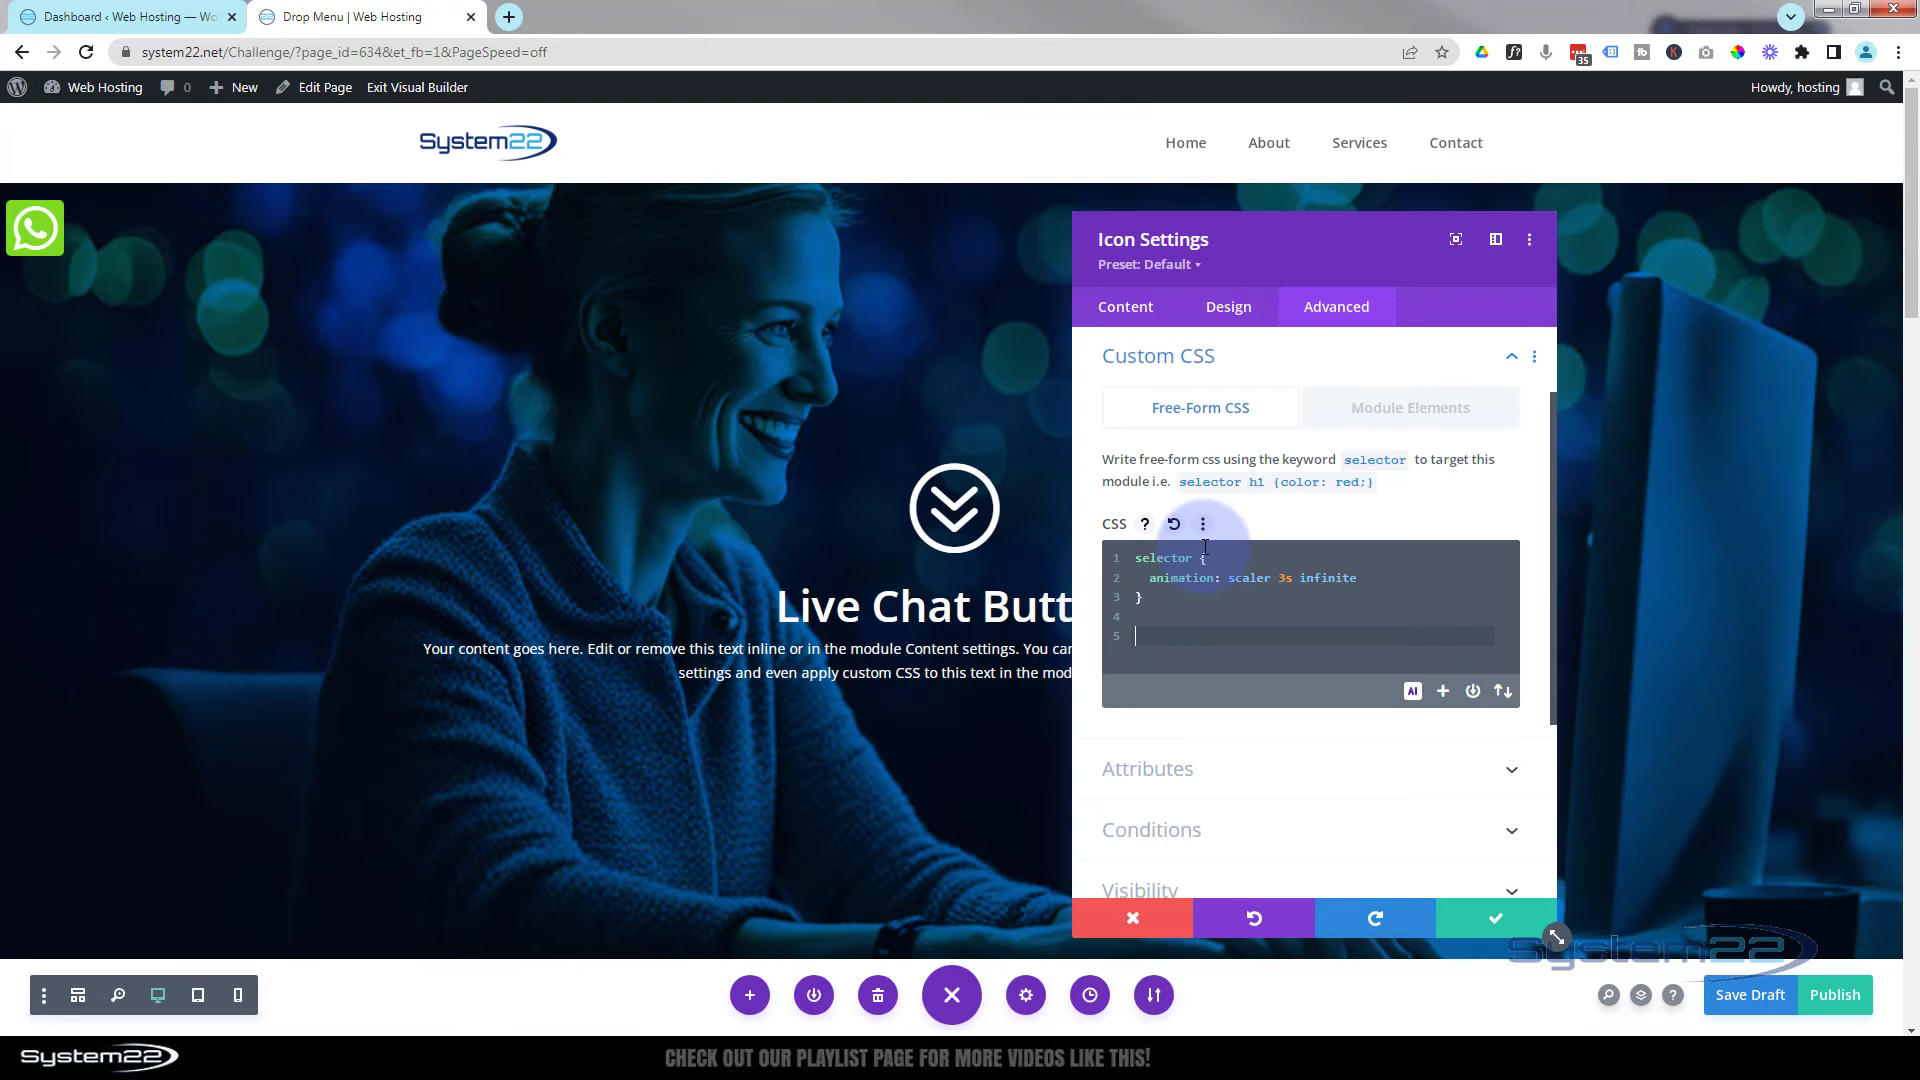 Dashboard ‹ Web Hosting — Wo
Drop Menu | Web Hosting
system22.net/Challenge/?page_id=634&et_fb=1&PageSpeed=off
35
Web Hosting
0
New
Edit Page
Exit Visual Builder
Howdy, hosting
System22
Home
About
Services
Contact
Icon Settings
Preset: Default
Content
Design
Advanced
Custom CSS
Free-Form CSS
Module Elements
Write free-form css using the keyword selector to target this
module i.e. selector h1 {color: red;}
CSS ?
1 selector {
2 animation: scaler 3s infinite
3 }
4
5
AI
Live Chat Butt
Your content goes here. Edit or remove this text inline or in the module Content settings. You can
settings and even apply custom CSS to this text in the mod
Attributes
Conditions
Visibility
System22
?
Save Draft
Publish
System22
CHECK OUT OUR PLAYLIST PAGE FOR MORE VIDEOS LIKE THIS!